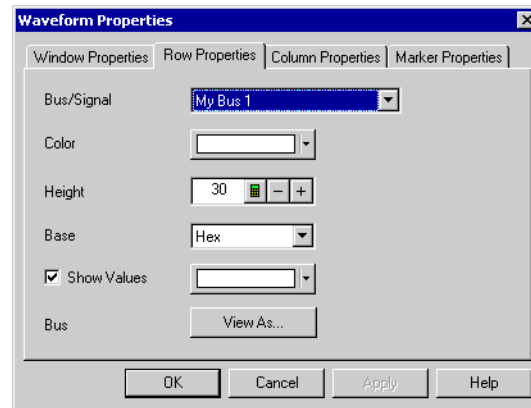 Waveform Properties
Window Properties Row Properties Column Properties Marker Properties
Bus/Signal My Bus 1
Color
Height 30
Base Hex
Show Values
Bus View As...
OK Cancel Apply Help